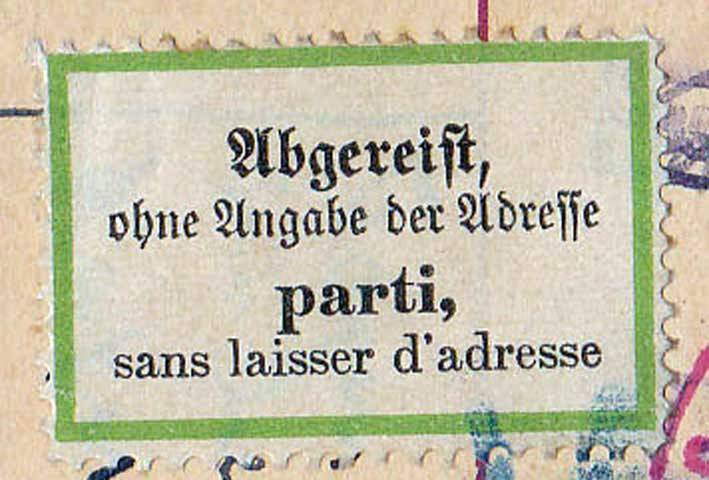 Abgereiſt,
ohne Angabe der Adreſſe
parti,
sans laisser d'adresse